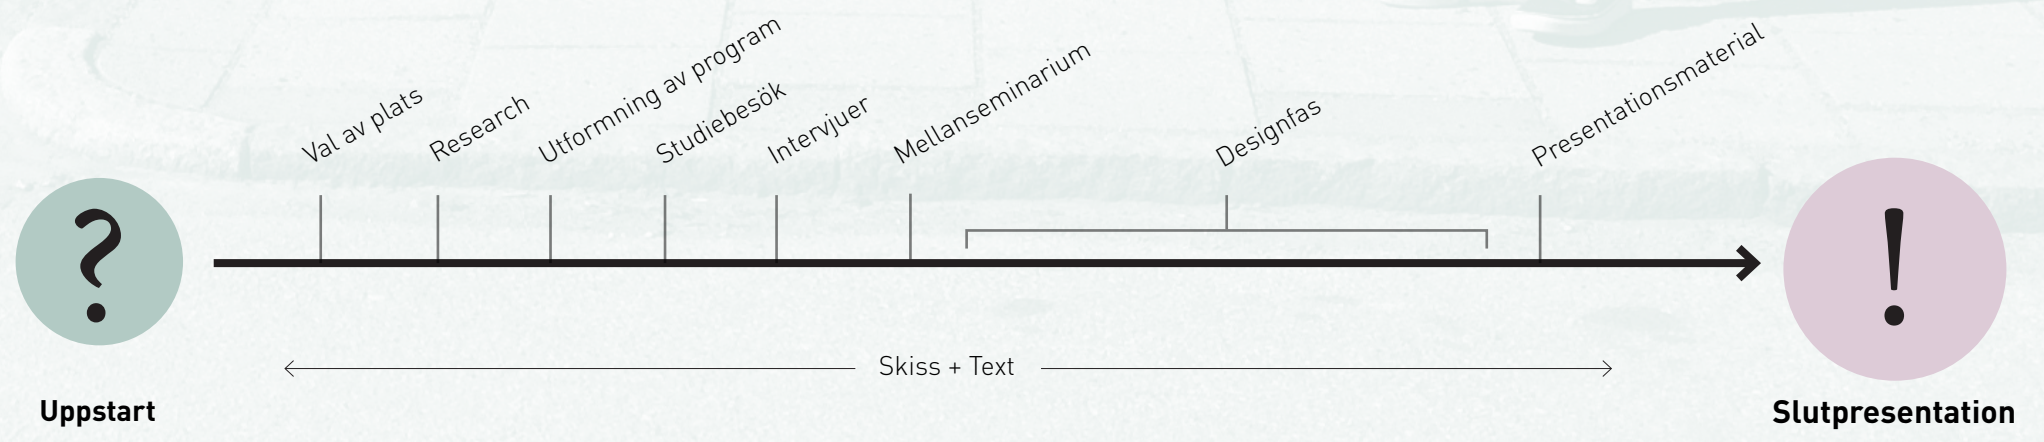 Val av plats
Research
Utformning av program
Studiebesök
Intervjuer
Mellanseminarium
Designfas
Presentationsmaterial
?
!
Skiss + Text
Uppstart
Slutpresentation